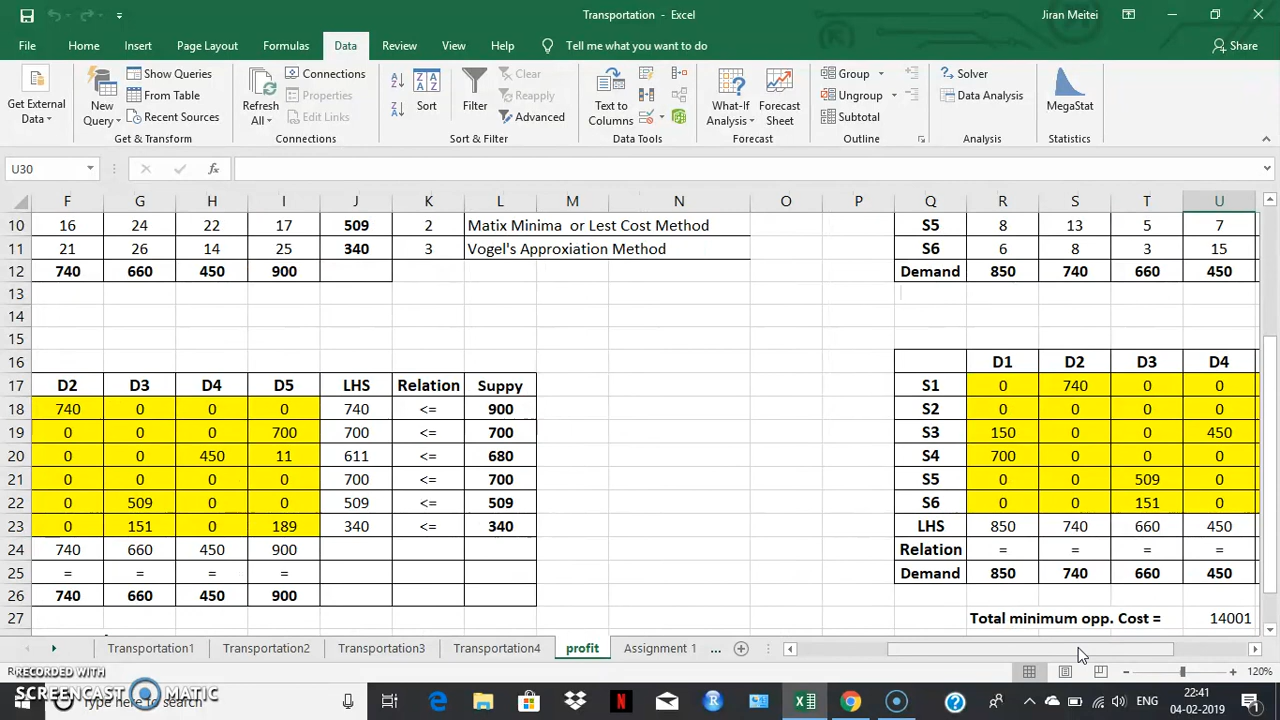 Transportation - Excel
Jiran Meitei
File Home Insert Page Layout Formulas Data Review View Help Tell me what you want to do Share
Get External Data
New Query
Show Queries
From Table
Recent Sources
Get & Transform
Refresh All
Connections
Properties
Edit Links
Connections
Sort
Filter
Clear
Reapply
Advanced
Sort & Filter
Text to Columns
Data Tools
What-If Analysis
Forecast Sheet
Forecast
Group
Ungroup
Subtotal
Outline
Solver
Data Analysis
Analysis
MegaStat
Statistics
U30 fx
F G H I J K L M N O P Q R S T U
10 16 24 22 17 509 2 Matix Minima or Lest Cost Method S5 8 13 5 7
11 21 26 14 25 340 3 Vogel's Approxiation Method S6 6 8 3 15
12 740 660 450 900 Demand 850 740 660 450
13
14
15
16 D1 D2 D3 D4
17 D2 D3 D4 D5 LHS Relation Suppy S1 0 740 0 0
18 740 0 0 0 740 <= 900 S2 0 0 0 0
19 0 0 0 700 700 <= 700 S3 150 0 0 450
20 0 0 450 11 611 <= 680 S4 700 0 0 0
21 0 0 0 0 700 <= 700 S5 0 0 509 0
22 0 509 0 0 509 <= 509 S6 0 0 151 0
23 0 151 0 189 340 <= 340 LHS 850 740 660 450
24 740 660 450 900 Relation = = = =
25 = = = = Demand 850 740 660 450
26 740 660 450 900
27 Total minimum opp. Cost = 14001
Transportation1 Transportation2 Transportation3 Transportation4 profit Assignment 1 ...
120%
RECORDED WITH
SCREENCAST MATIC
Type here to search
ENG
22:41
04-02-2019